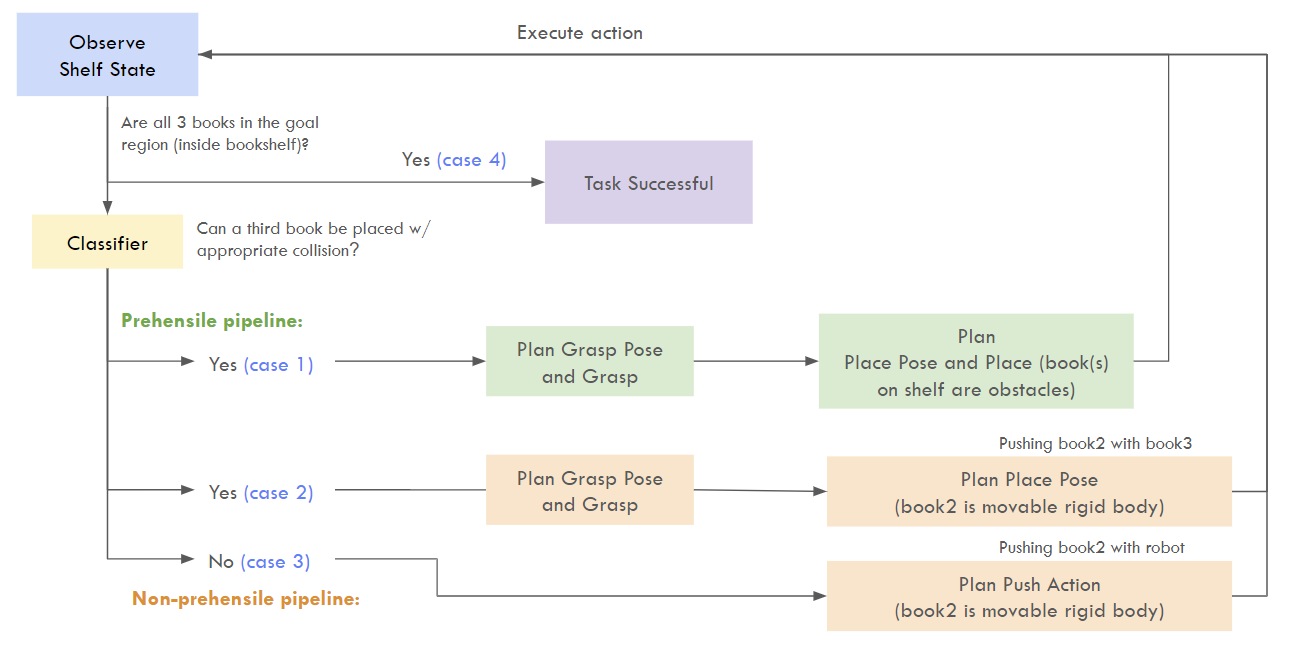 Execute action
Observe
Shelf State
Are all 3 books in the goal
region (inside bookshelf)?
Yes (case 4)
Task Successful
Classifier
Can a third book be placed w/
appropriate collision?
Prehensile pipeline:
Yes (case 1)
Plan Grasp Pose
and Grasp
Plan
Place Pose and Place (book(s)
on shelf are obstacles)
Pushing book2 with book3
Yes (case 2)
Plan Grasp Pose
and Grasp
Plan Place Pose
(book2 is movable rigid body)
Pushing book2 with robot
No (case 3)
Plan Push Action
(book2 is movable rigid body)
Non-prehensile pipeline: